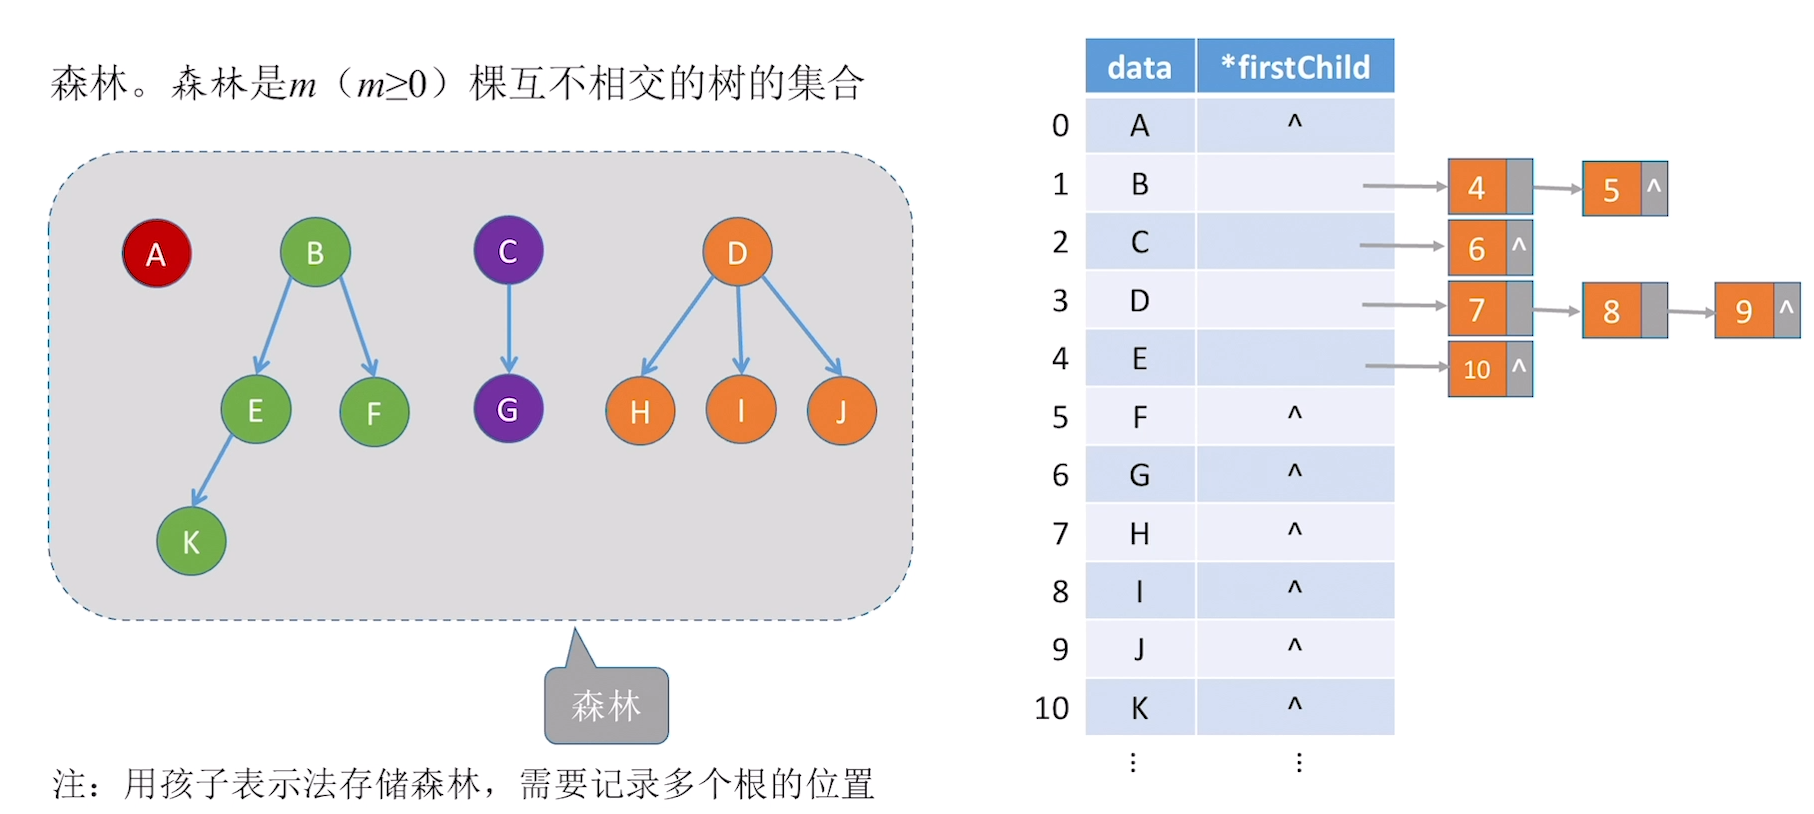 森林。森林是m（m≥0）棵互不相交的树的集合
A
B
C
D
E
F
G
H
I
J
K
森林
注：用孩子表示法存储森林，需要记录多个根的位置
data *firstChild
0 A ^
1 B 4 5 ^
2 C 6 ^
3 D 7 8 9 ^
4 E 10 ^
5 F ^
6 G ^
7 H ^
8 I ^
9 J ^
10 K ^
⋮ ⋮